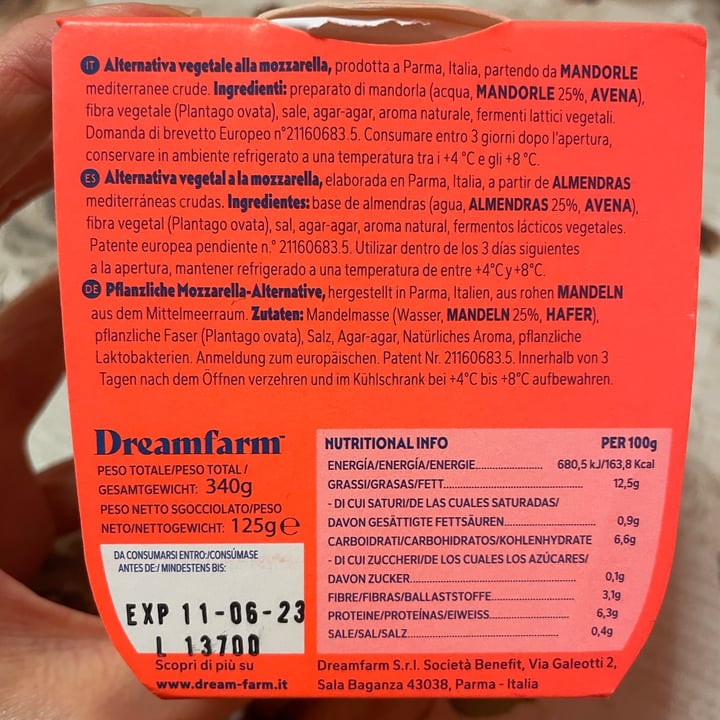 IT Alternativa vegetale alla mozzarella, prodotta a Parma, Italia, partendo da MANDORLE
mediterranee crude. Ingredienti: preparato di mandorla (acqua, MANDORLE 25%, AVENA),
fibra vegetale (Plantago ovata), sale, agar-agar, aroma naturale, fermenti lattici vegetali.
Domanda di brevetto Europeo n°21160683.5. Consumare entro 3 giorni dopo l'apertura,
conservare in ambiente refrigerato a una temperatura tra i +4 °C e gli +8 °C.
ES Alternativa vegetal a la mozzarella, elaborada en Parma, Italia, a partir de ALMENDRAS
mediterráneas crudas. Ingredientes: base de almendras (agua, ALMENDRAS 25%, AVENA),
fibra vegetal (Plantago ovata), sal, agar-agar, aroma natural, fermentos lácticos vegetales.
Patente europea pendiente n.° 21160683.5. Utilizar dentro de los 3 días siguientes
a la apertura, mantener refrigerado a una temperatura de entre +4°C y +8°C.
DE Pflanzliche Mozzarella-Alternative, hergestellt in Parma, Italien, aus rohen MANDELN
aus dem Mittelmeerraum. Zutaten: Mandelmasse (Wasser, MANDELN 25%, HAFER),
pflanzliche Faser (Plantago ovata), Salz, Agar-agar, Natürliches Aroma, pflanzliche
Laktobakterien. Anmeldung zum europäischen. Patent Nr. 21160683.5. Innerhalb von 3
Tagen nach dem Öffnen verzehren und im Kühlschrank bei +4°C bis +8°C aufbewahren.
Dreamfarm™
PESO TOTALE/PESO TOTAL /
GESAMTGEWICHT: 340g
PESO NETTO SGOCCIOLATO/PESO
NETO/NETTOGEWICHT: 125g e
DA CONSUMARSI ENTRO:/CONSÚMASE
ANTES DE:/ MINDESTENS BIS:
EXP 11-06-23
L 13700
Scopri di più su
www.dream-farm.it
NUTRITIONAL INFO PER 100g
ENERGÍA/ENERGÍA/ENERGIE 680,5 kJ/163,8 Kcal
GRASSI/GRASAS/FETT 12,5g
- DI CUI SATURI/DE LAS CUALES SATURADAS/
DAVON GESÄTTIGTE FETTSÄUREN 0,9g
CARBOIDRATI/CARBOHIDRATOS/KOHLENHYDRATE 6,6g
- DI CUI ZUCCHERI/DE LOS CUALES LOS AZÚCARES/
DAVON ZUCKER 0,1g
FIBRE/FIBRAS/BALLASTSTOFFE 3,1g
PROTEINE/PROTEÍNAS/EIWEISS 6,3g
SALE/SAL/SALZ 0,4g
Dreamfarm S.r.l. Società Benefit, Via Galeotti 2,
Sala Baganza 43038, Parma - Italia